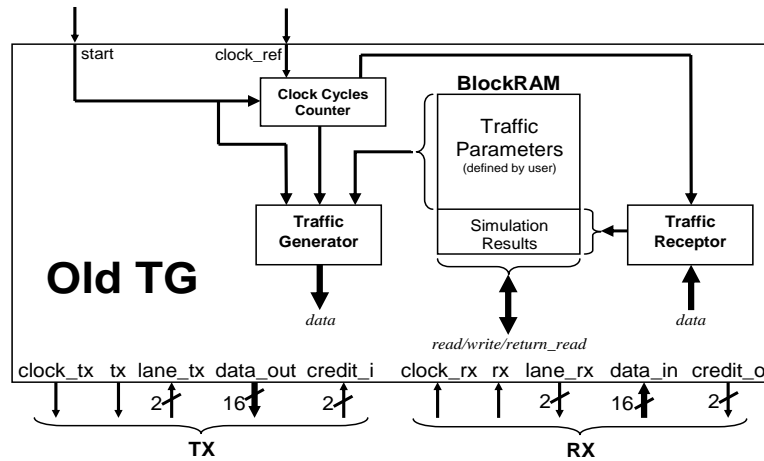 start
clock_ref
Clock Cycles
Counter
BlockRAM
Traffic
Parameters
(defined by user)
Traffic
Generator
Simulation
Results
Traffic
Receptor
Old TG
data
data
read/write/return_read
clock_tx tx lane_tx data_out credit_i clock_rx rx lane_rx data_in credit_o
2 16 2 2 16 2
TX RX